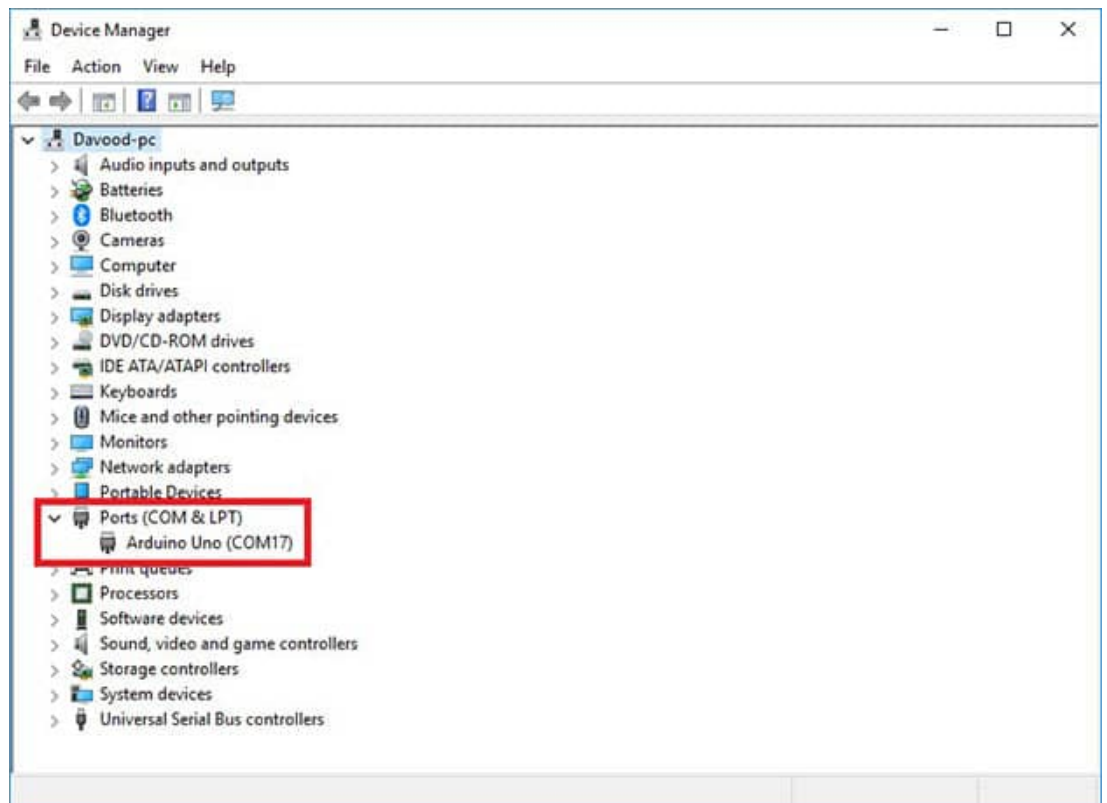 Device Manager
File Action View Help
Davood-pc
Audio inputs and outputs
Batteries
Bluetooth
Cameras
Computer
Disk drives
Display adapters
DVD/CD-ROM drives
IDE ATA/ATAPI controllers
Keyboards
Mice and other pointing devices
Monitors
Network adapters
Portable Devices
Ports (COM & LPT)
Arduino Uno (COM17)
Print queues
Processors
Software devices
Sound, video and game controllers
Storage controllers
System devices
Universal Serial Bus controllers